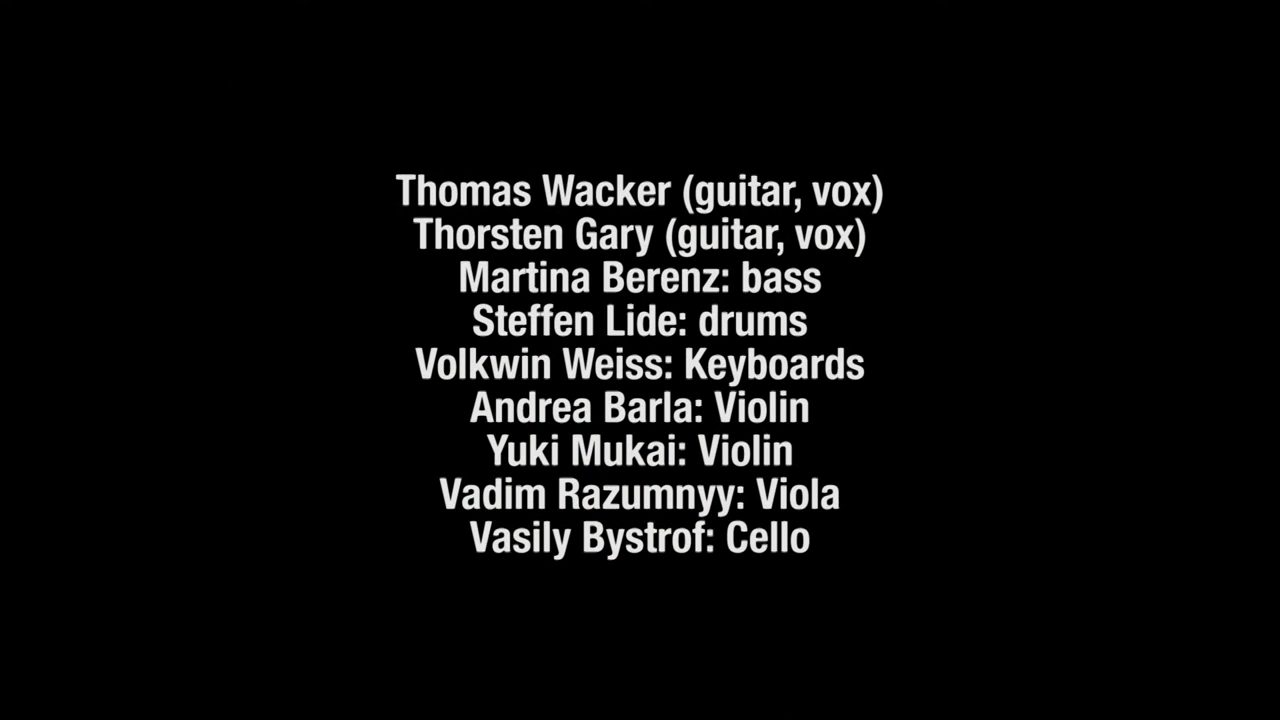 Thomas Wacker (guitar, vox)
Thorsten Gary (guitar, vox)
Martina Berenz: bass
Steffen Lide: drums
Volkwin Weiss: Keyboards
Andrea Barla: Violin
Yuki Mukai: Violin
Vadim Razumnyy: Viola
Vasily Bystrof: Cello